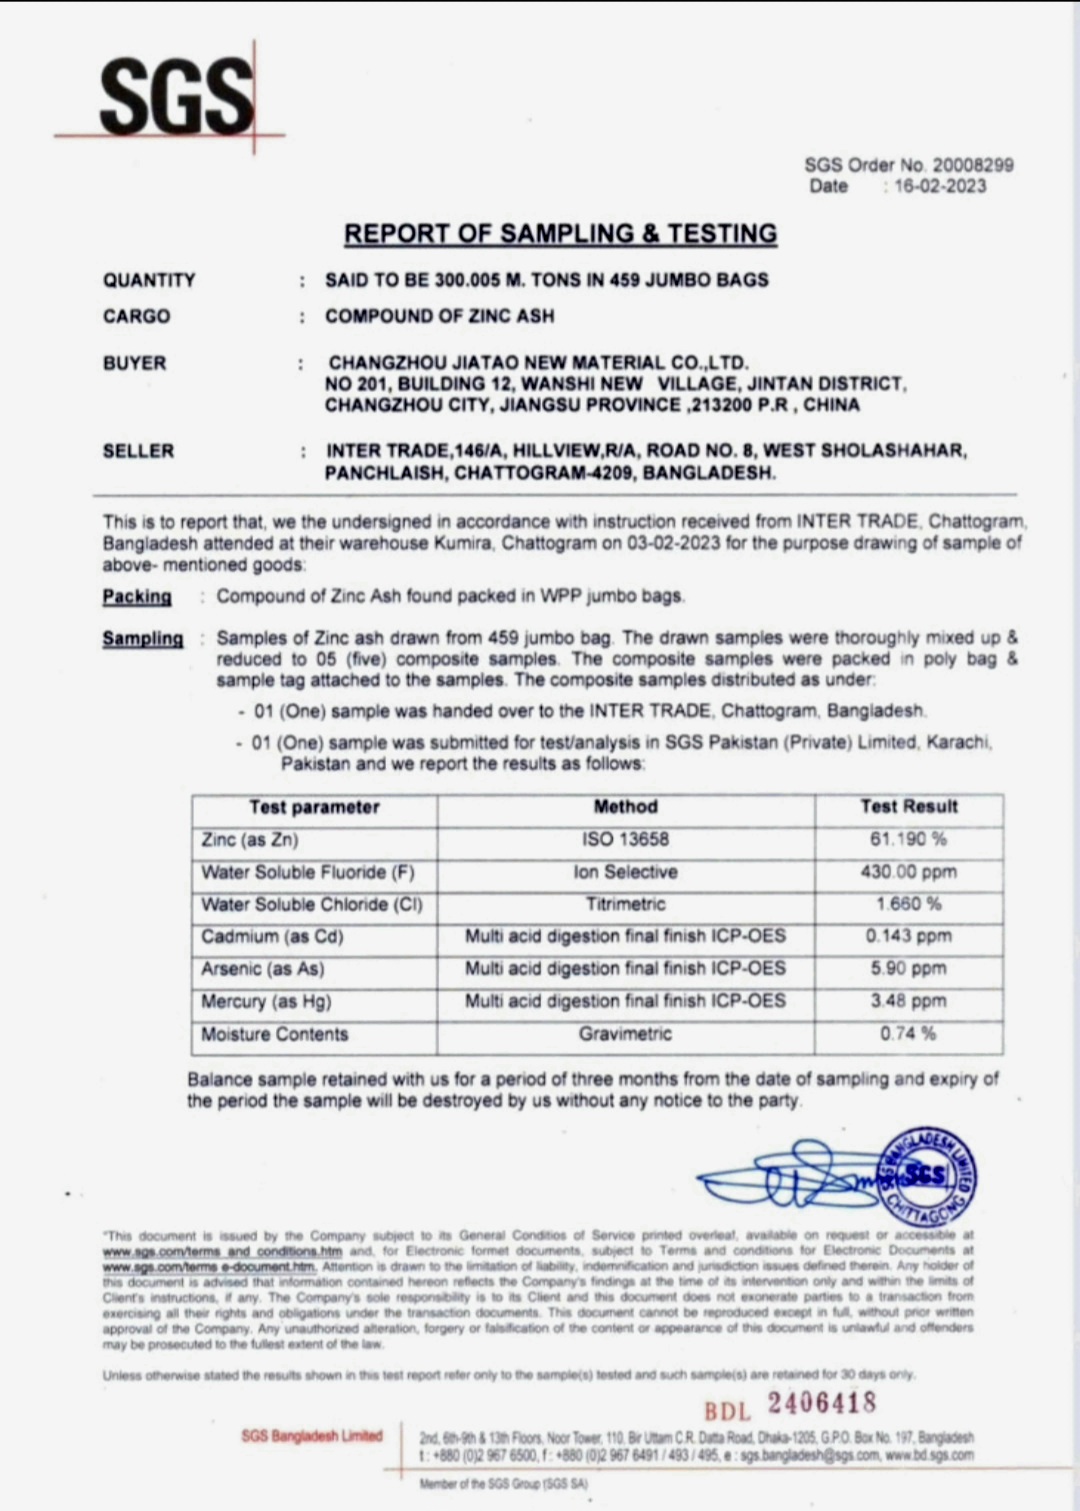 SGS
SGS Order No. 20008299
Date : 16-02-2023
REPORT OF SAMPLING & TESTING
QUANTITY : SAID TO BE 300.005 M. TONS IN 459 JUMBO BAGS
CARGO : COMPOUND OF ZINC ASH
BUYER : CHANGZHOU JIATAO NEW MATERIAL CO.,LTD.
NO 201, BUILDING 12, WANSHI NEW VILLAGE, JINTAN DISTRICT,
CHANGZHOU CITY, JIANGSU PROVINCE ,213200 P.R , CHINA
SELLER : INTER TRADE,146/A, HILLVIEW,R/A, ROAD NO. 8, WEST SHOLASHAHAR,
PANCHLAISH, CHATTOGRAM-4209, BANGLADESH.
This is to report that, we the undersigned in accordance with instruction received from INTER TRADE, Chattogram,
Bangladesh attended at their warehouse Kumira, Chattogram on 03-02-2023 for the purpose drawing of sample of
above- mentioned goods:
Packing : Compound of Zinc Ash found packed in WPP jumbo bags.
Sampling : Samples of Zinc ash drawn from 459 jumbo bag. The drawn samples were thoroughly mixed up &
reduced to 05 (five) composite samples. The composite samples were packed in poly bag &
sample tag attached to the samples. The composite samples distributed as under:
- 01 (One) sample was handed over to the INTER TRADE, Chattogram, Bangladesh.
- 01 (One) sample was submitted for test/analysis in SGS Pakistan (Private) Limited, Karachi,
Pakistan and we report the results as follows:
Test parameter Method Test Result
Zinc (as Zn) ISO 13658 61.190 %
Water Soluble Fluoride (F) Ion Selective 430.00 ppm
Water Soluble Chloride (Cl) Titrimetric 1.660 %
Cadmium (as Cd) Multi acid digestion final finish ICP-OES 0.143 ppm
Arsenic (as As) Multi acid digestion final finish ICP-OES 5.90 ppm
Mercury (as Hg) Multi acid digestion final finish ICP-OES 3.48 ppm
Moisture Contents Gravimetric 0.74 %
Balance sample retained with us for a period of three months from the date of sampling and expiry of
the period the sample will be destroyed by us without any notice to the party.
SGS BANGLADESH LIMITED
SGS
CHITTAGONG
"This document is issued by the Company subject to its General Conditios of Service printed overleaf, available on request or accessible at
www.sgs.com/terms and conditions.htm and, for Electronic formet documents, subject to Terms and conditions for Electronic Documents at
www.sgs.com/terms e-document.htm. Attention is drawn to the limitation of liability, indemnification and jurisdiction issues defined therein. Any holder of
this document is advised that information contained hereon reflects the Company's findings at the time of its intervention only and within the limits of
Client's instructions, if any. The Company's sole responsibility is to its Client and this document does not exonerate parties to a transaction from
exercising all their rights and obligations under the transaction documents. This document cannot be reproduced except in full, without prior written
approval of the Company. Any unauthorized alteration, forgery or falsification of the content or appearance of this document is unlawful and offenders
may be prosecuted to the fullest extent of the law.
Unless otherwise stated the results shown in this test report refer only to the sample(s) tested and such sample(s) are retained for 30 days only.
BDL 2406418
SGS Bangladesh Limited
2nd, 6th-9th & 13th Floors, Noor Tower, 110, Bir Uttam C.R. Datta Road, Dhaka-1205, G.P.O. Box No. 197, Bangladesh
t : +880 (0)2 967 6500, f : +880 (0)2 967 6491 / 493 / 495, e : sgs.bangladesh@sgs.com, www.bd.sgs.com
Member of the SGS Group (SGS SA)